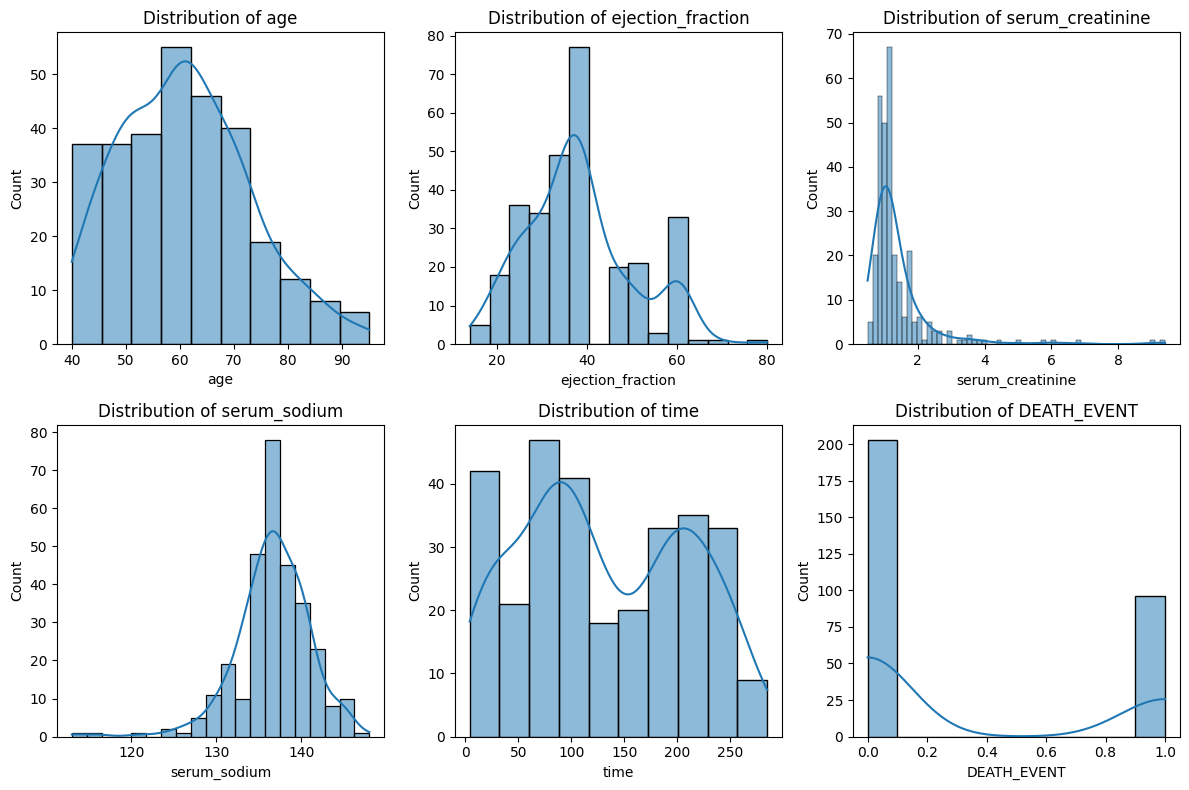 Distribution of age
Count
50
40
30
20
10
0
40 50 60 70 80 90
age
Distribution of ejection_fraction
Count
80
70
60
50
40
30
20
10
0
20 40 60 80
ejection_fraction
Distribution of serum_creatinine
Count
70
60
50
40
30
20
10
0
2 4 6 8
serum_creatinine
Distribution of serum_sodium
Count
80
70
60
50
40
30
20
10
0
120 130 140
serum_sodium
Distribution of time
Count
40
30
20
10
0
0 50 100 150 200 250
time
Distribution of DEATH_EVENT
Count
200
175
150
125
100
75
50
25
0
0.0 0.2 0.4 0.6 0.8 1.0
DEATH_EVENT